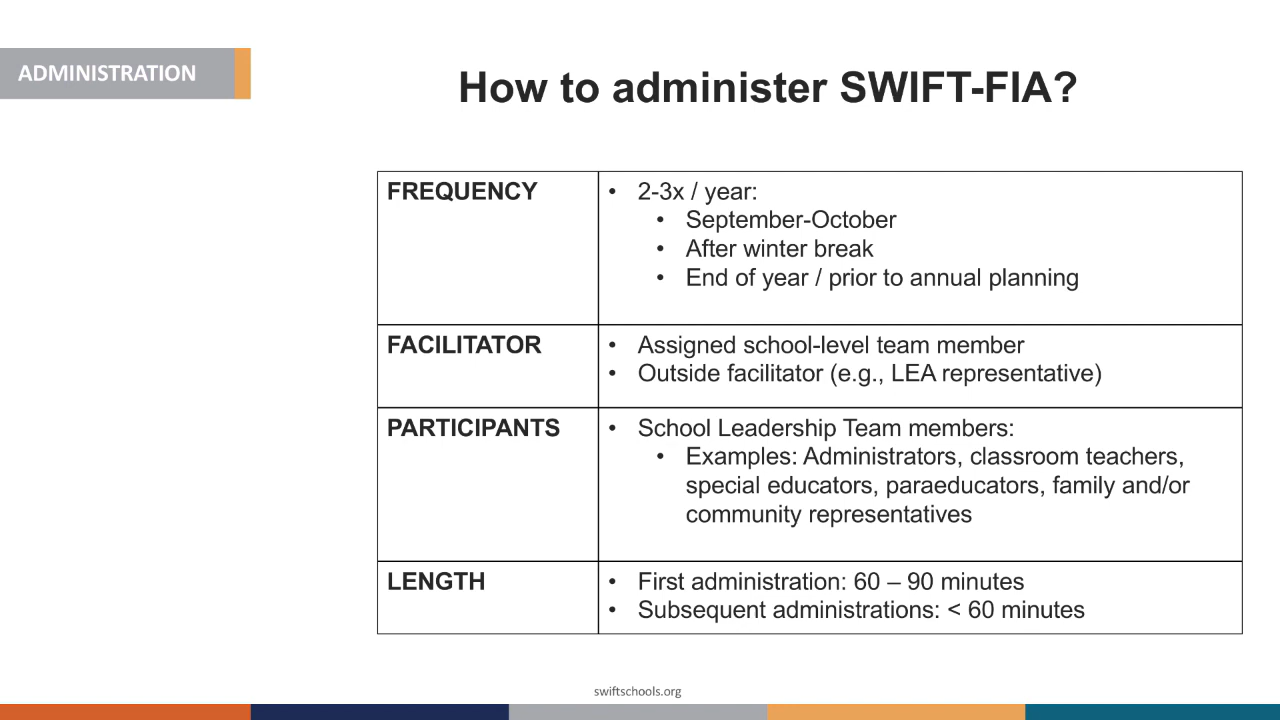 ADMINISTRATION
How to administer SWIFT-FIA?
FREQUENCY
• 2-3x / year:
• September-October
• After winter break
• End of year / prior to annual planning
FACILITATOR
• Assigned school-level team member
• Outside facilitator (e.g., LEA representative)
PARTICIPANTS
• School Leadership Team members:
• Examples: Administrators, classroom teachers,
special educators, paraeducators, family and/or
community representatives
LENGTH
• First administration: 60 – 90 minutes
• Subsequent administrations: < 60 minutes
swiftschools.org